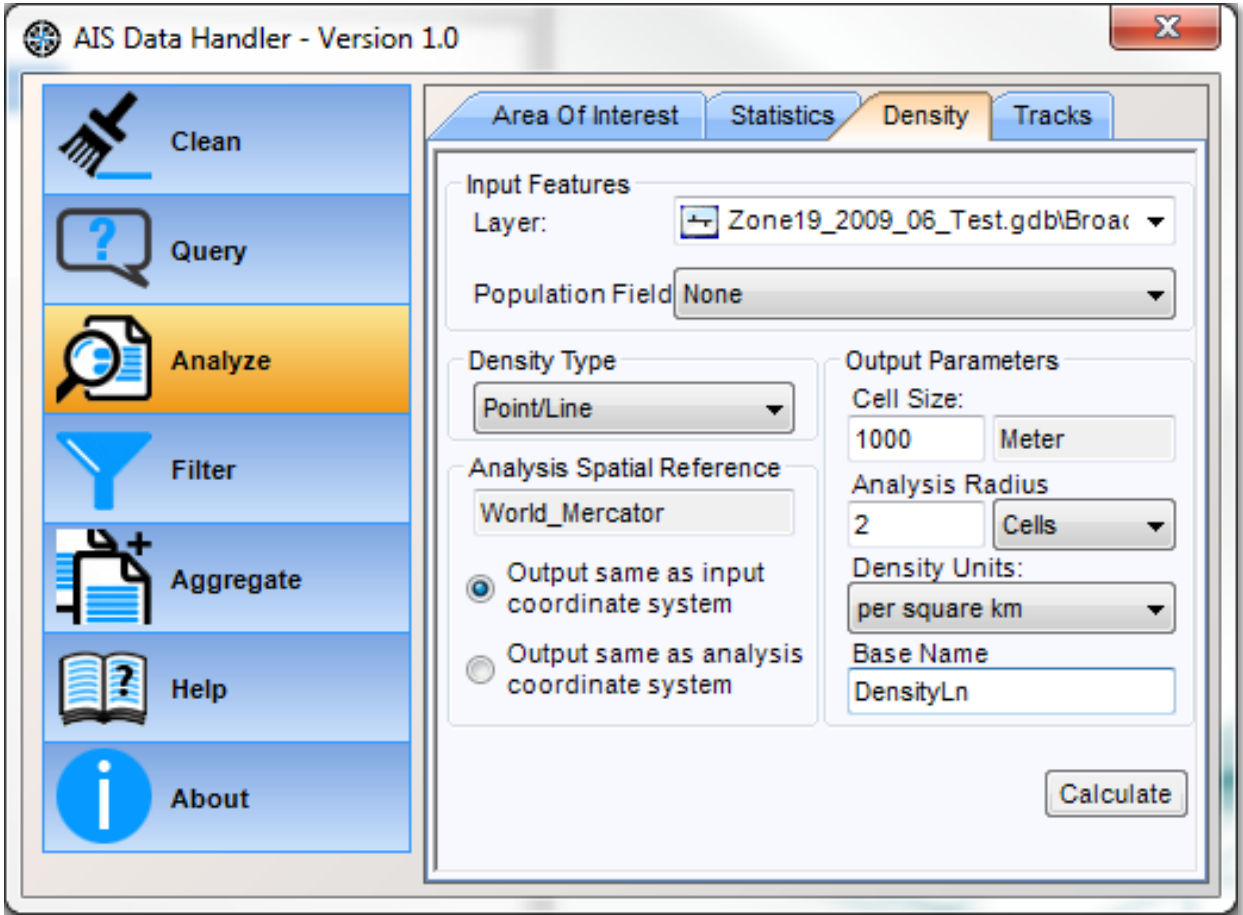 AIS Data Handler - Version 1.0
Clean
Query
Analyze
Filter
Aggregate
Help
About
Area Of Interest
Statistics
Density
Tracks
Input Features
Layer:
Zone19_2009_06_Test.gdb\Broad
Population Field
None
Density Type
Point/Line
Analysis Spatial Reference
World_Mercator
Output same as input
coordinate system
Output same as analysis
coordinate system
Output Parameters
Cell Size:
1000
Meter
Analysis Radius
2
Cells
Density Units:
per square km
Base Name
DensityLn
Calculate